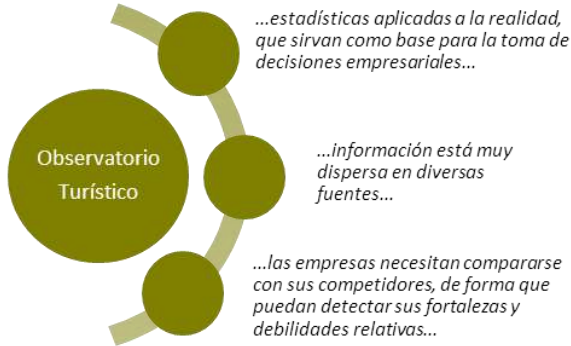 Observatorio
Turístico
...estadísticas aplicadas a la realidad,
que sirvan como base para la toma de
decisiones empresariales...
...información está muy
dispersa en diversas
fuentes...
...las empresas necesitan compararse
con sus competidores, de forma que
puedan detectar sus fortalezas y
debilidades relativas...